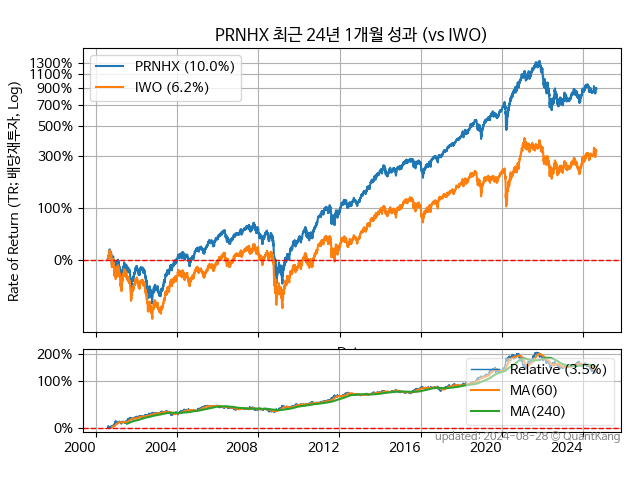 PRNHX 최근 24년 1개월 성과 (vs IWO)
PRNHX (10.0%)
IWO (6.2%)
Rate of Return (TR; 배당재투자, Log)
1300%
1100%
900%
700%
500%
300%
100%
0%
200%
100%
0%
Relative (3.5%)
MA(60)
MA(240)
2000 2004 2008 2012 2016 2020 2024
updated: 2024-08-28 © QuantKang